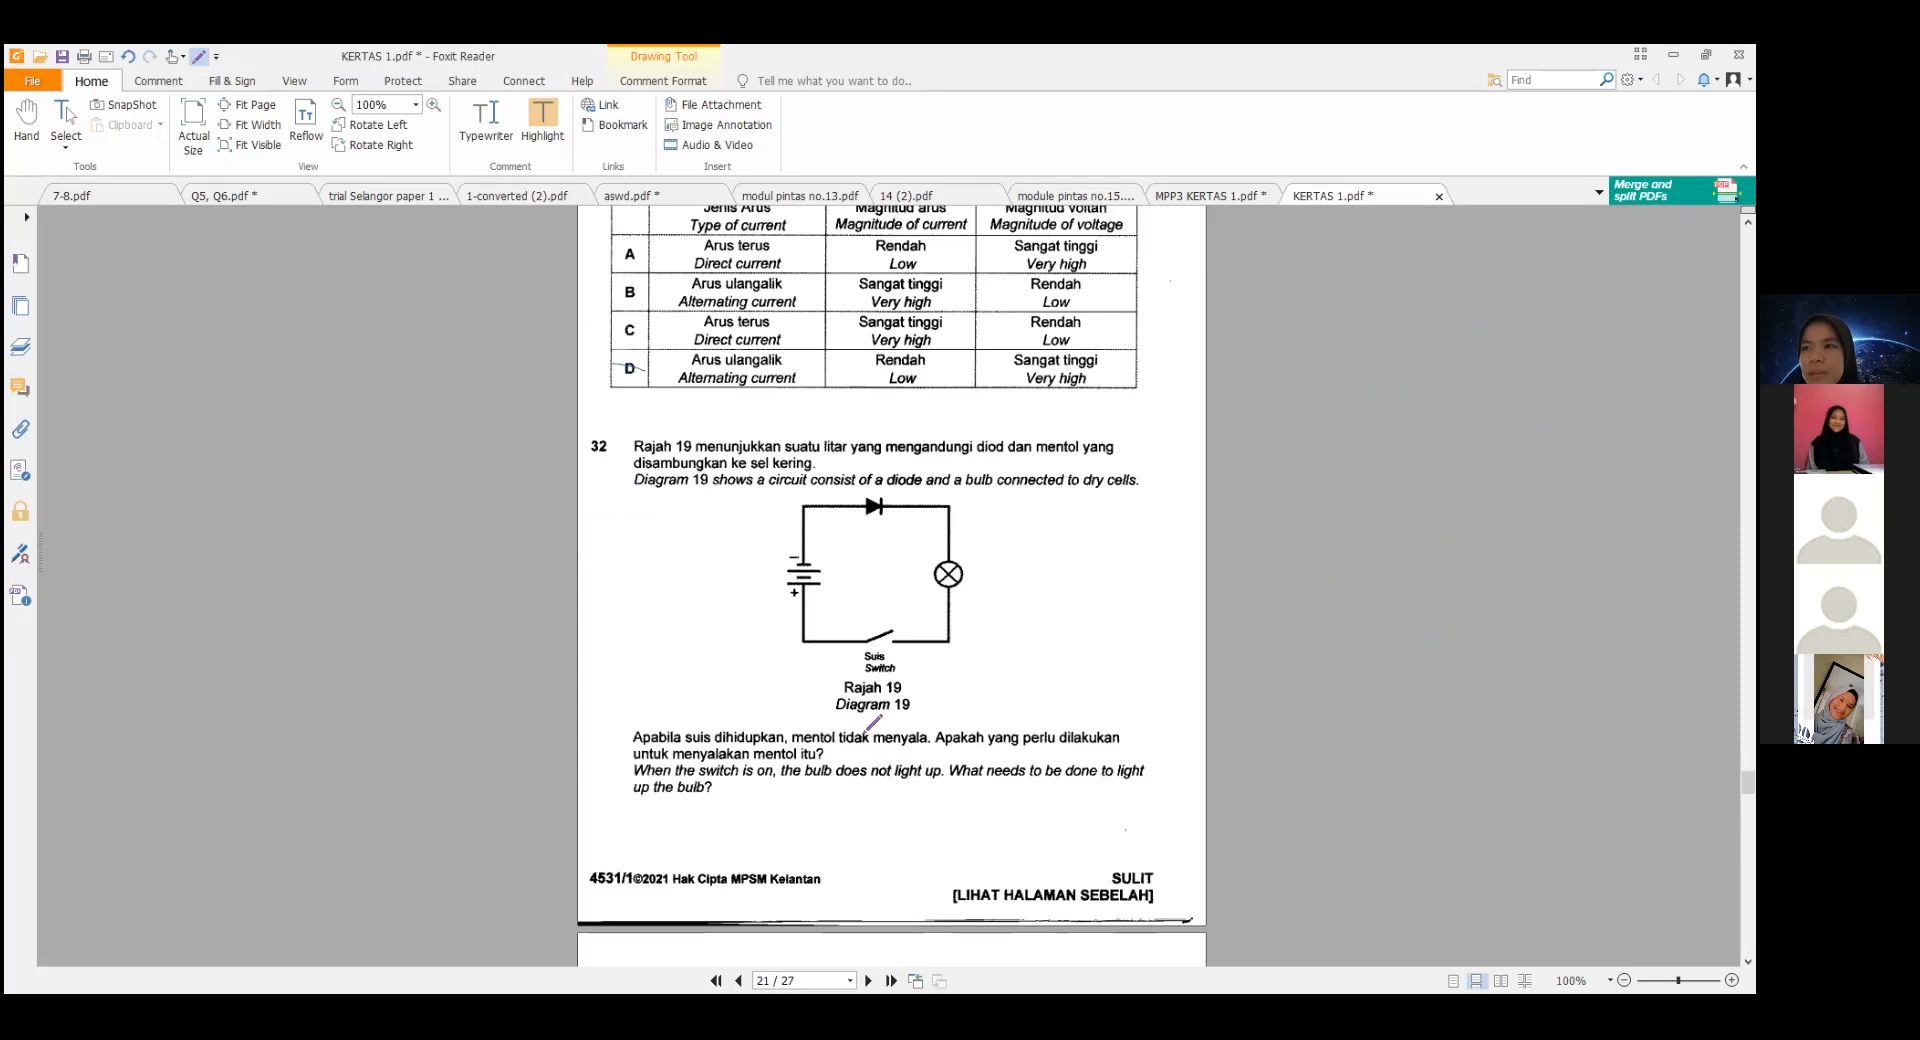 KERTAS 1.pdf * - Foxit Reader
Drawing Tool
File Home Comment Fill & Sign View Form Protect Share Connect Help Comment Format Tell me what you want to do.. Find
Hand
Select
SnapShot
Clipboard
Tools
Actual Size
Fit Page
Fit Width
Fit Visible
Reflow
100%
Rotate Left
Rotate Right
View
Typewriter
Highlight
Comment
Link
Bookmark
Links
File Attachment
Image Annotation
Audio & Video
Insert
7-8.pdf Q5, Q6.pdf * trial Selangor paper 1 ... 1-converted (2).pdf aswd.pdf * modul pintas no.13.pdf 14 (2).pdf module pintas no.15.... MPP3 KERTAS 1.pdf * KERTAS 1.pdf *
Merge and
split PDFs
Jenis Arus Magnitud arus Magnitud voltan
Type of current Magnitude of current Magnitude of voltage
A Arus terus Rendah Sangat tinggi
Direct current Low Very high
B Arus ulangalik Sangat tinggi Rendah
Alternating current Very high Low
C Arus terus Sangat tinggi Rendah
Direct current Very high Low
D Arus ulangalik Rendah Sangat tinggi
Alternating current Low Very high
32 Rajah 19 menunjukkan suatu litar yang mengandungi diod dan mentol yang
disambungkan ke sel kering.
Diagram 19 shows a circuit consist of a diode and a bulb connected to dry cells.
−
+
Suis
Switch
Rajah 19
Diagram 19
Apabila suis dihidupkan, mentol tidak menyala. Apakah yang perlu dilakukan
untuk menyalakan mentol itu?
When the switch is on, the bulb does not light up. What needs to be done to light
up the bulb?
4531/1©2021 Hak Cipta MPSM Kelantan SULIT
[LIHAT HALAMAN SEBELAH]
21 / 27
100%